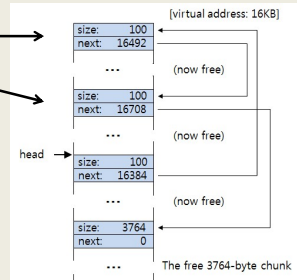 [virtual address: 16KB]
size: 100
next: 16492
...
(now free)
size: 100
next: 16708
...
(now free)
head
size: 100
next: 16384
...
(now free)
size: 3764
next: 0
...
The free 3764-byte chunk